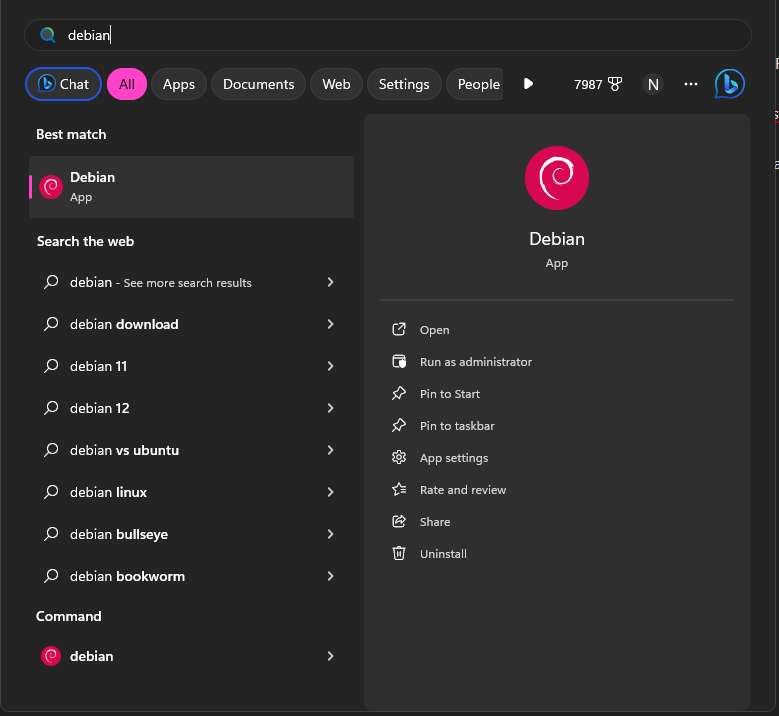 debian
Chat
All
Apps
Documents
Web
Settings
People
7987
N
Best match
Debian
App
Search the web
debian - See more search results
debian download
debian 11
debian 12
debian vs ubuntu
debian linux
debian bullseye
debian bookworm
Command
debian
Debian
App
Open
Run as administrator
Pin to Start
Pin to taskbar
App settings
Rate and review
Share
Uninstall